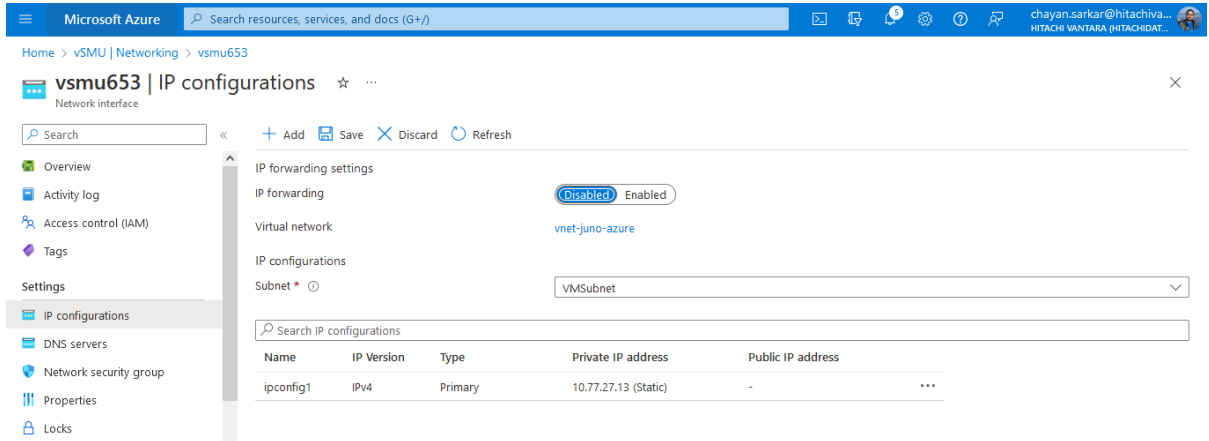 Microsoft Azure
Search resources, services, and docs (G+/)
5
chayan.sarkar@hitachiva...
HITACHI VANTARA (HITACHIDAT...
Home > vSMU | Networking > vsmu653
vsmu653 | IP configurations ☆ ...
Network interface
Search «
+ Add Save Discard Refresh
Overview
Activity log
Access control (IAM)
Tags
Settings
IP configurations
DNS servers
Network security group
Properties
Locks
IP forwarding settings
IP forwarding Disabled Enabled
Virtual network vnet-juno-azure
IP configurations
Subnet * VMSubnet
Search IP configurations
Name IP Version Type Private IP address Public IP address
ipconfig1 IPv4 Primary 10.77.27.13 (Static) - ...